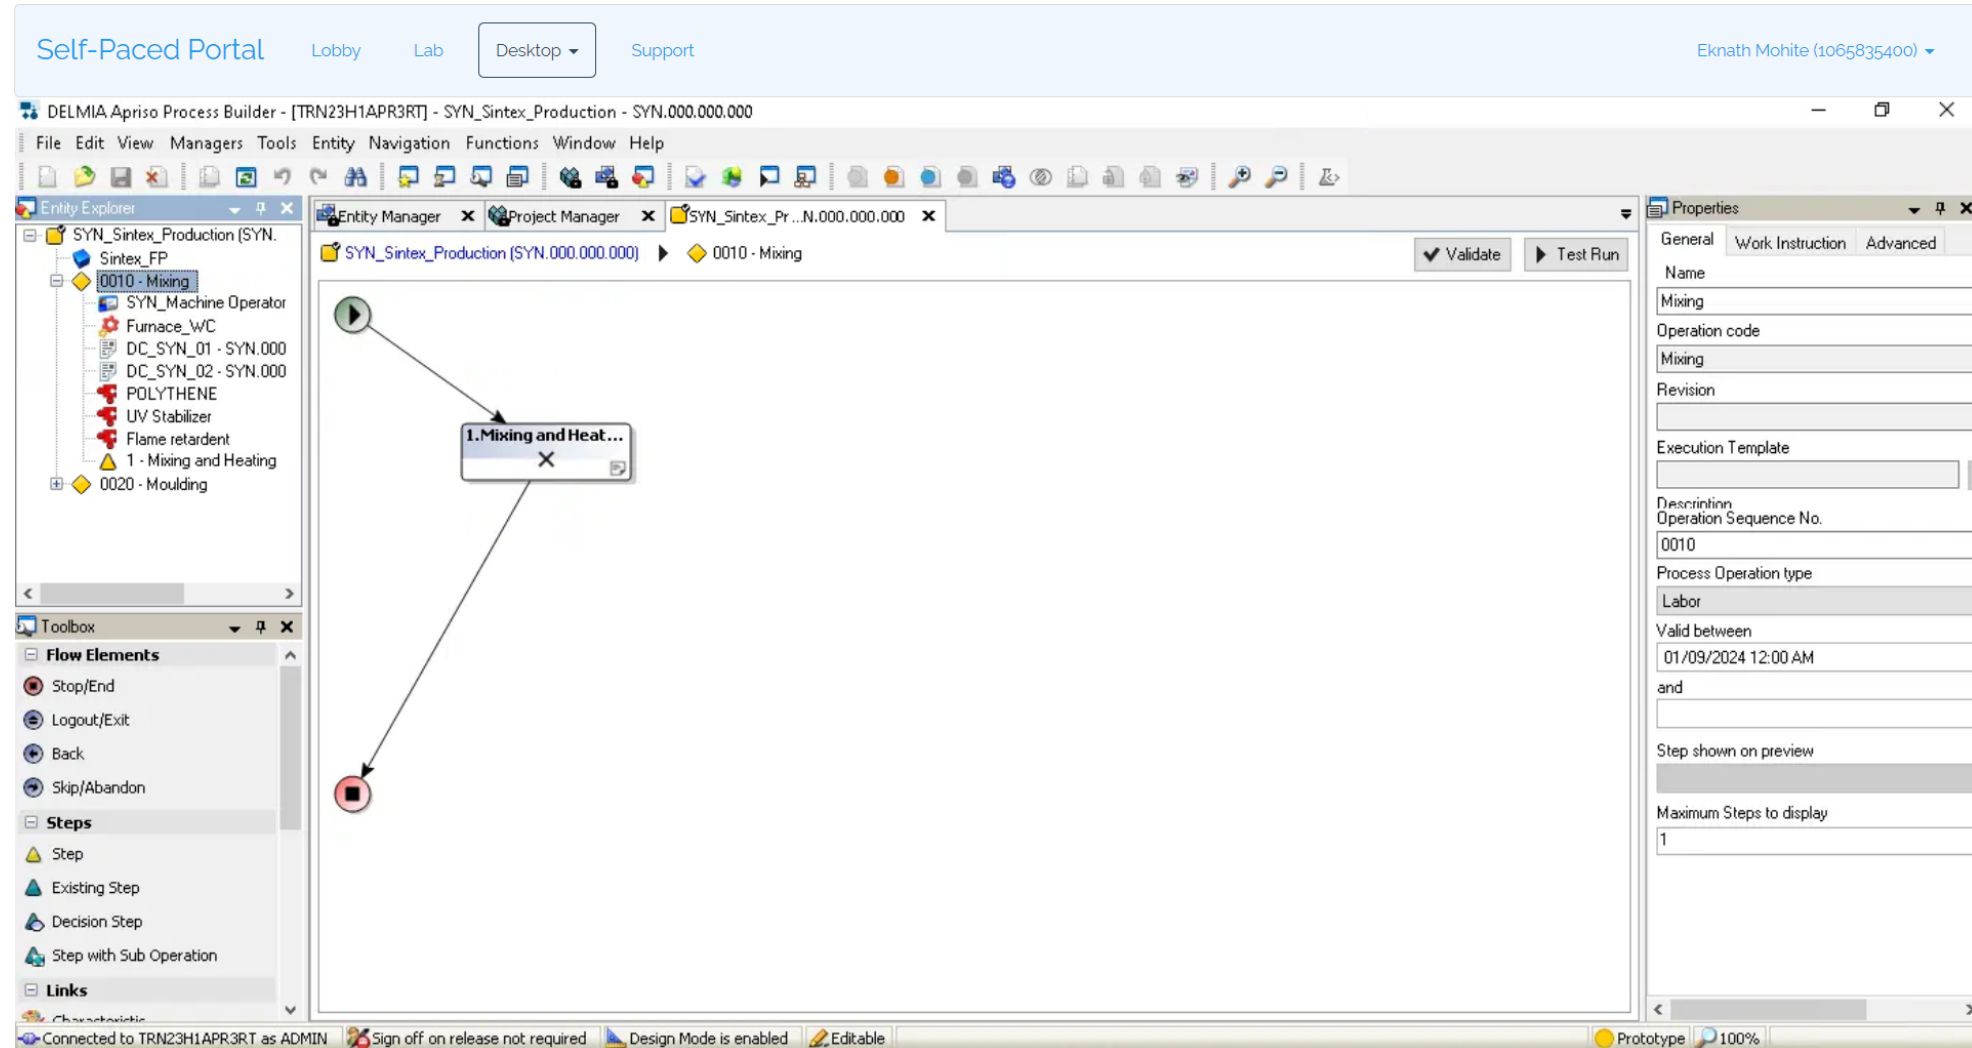 Self-Paced Portal Lobby Lab Desktop Support Eknath Mohite (1065835400)
DELMIA Apriso Process Builder - [TRN23H1APR3RT] - SYN_Sintex_Production - SYN.000.000.000
File Edit View Managers Tools Entity Navigation Functions Window Help
Entity Explorer
SYN_Sintex_Production (SYN.
Sintex_FP
0010 - Mixing
SYN_Machine Operator
Furnace_WC
DC_SYN_01 - SYN.000
DC_SYN_02 - SYN.000
POLYTHENE
UV Stabilizer
Flame retardent
1 - Mixing and Heating
0020 - Moulding
Toolbox
Flow Elements
Stop/End
Logout/Exit
Back
Skip/Abandon
Steps
Step
Existing Step
Decision Step
Step with Sub Operation
Links
Characteristic
Entity Manager Project Manager SYN_Sintex_Pr...N.000.000.000
SYN_Sintex_Production (SYN.000.000.000) 0010 - Mixing Validate Test Run
1.Mixing and Heat...
Properties
General Work Instruction Advanced
Name
Mixing
Operation code
Mixing
Revision
Execution Template
Description
Operation Sequence No.
0010
Process Operation type
Labor
Valid between
01/09/2024 12:00 AM
and
Step shown on preview
Maximum Steps to display
1
Connected to TRN23H1APR3RT as ADMIN Sign off on release not required Design Mode is enabled Editable Prototype 100%